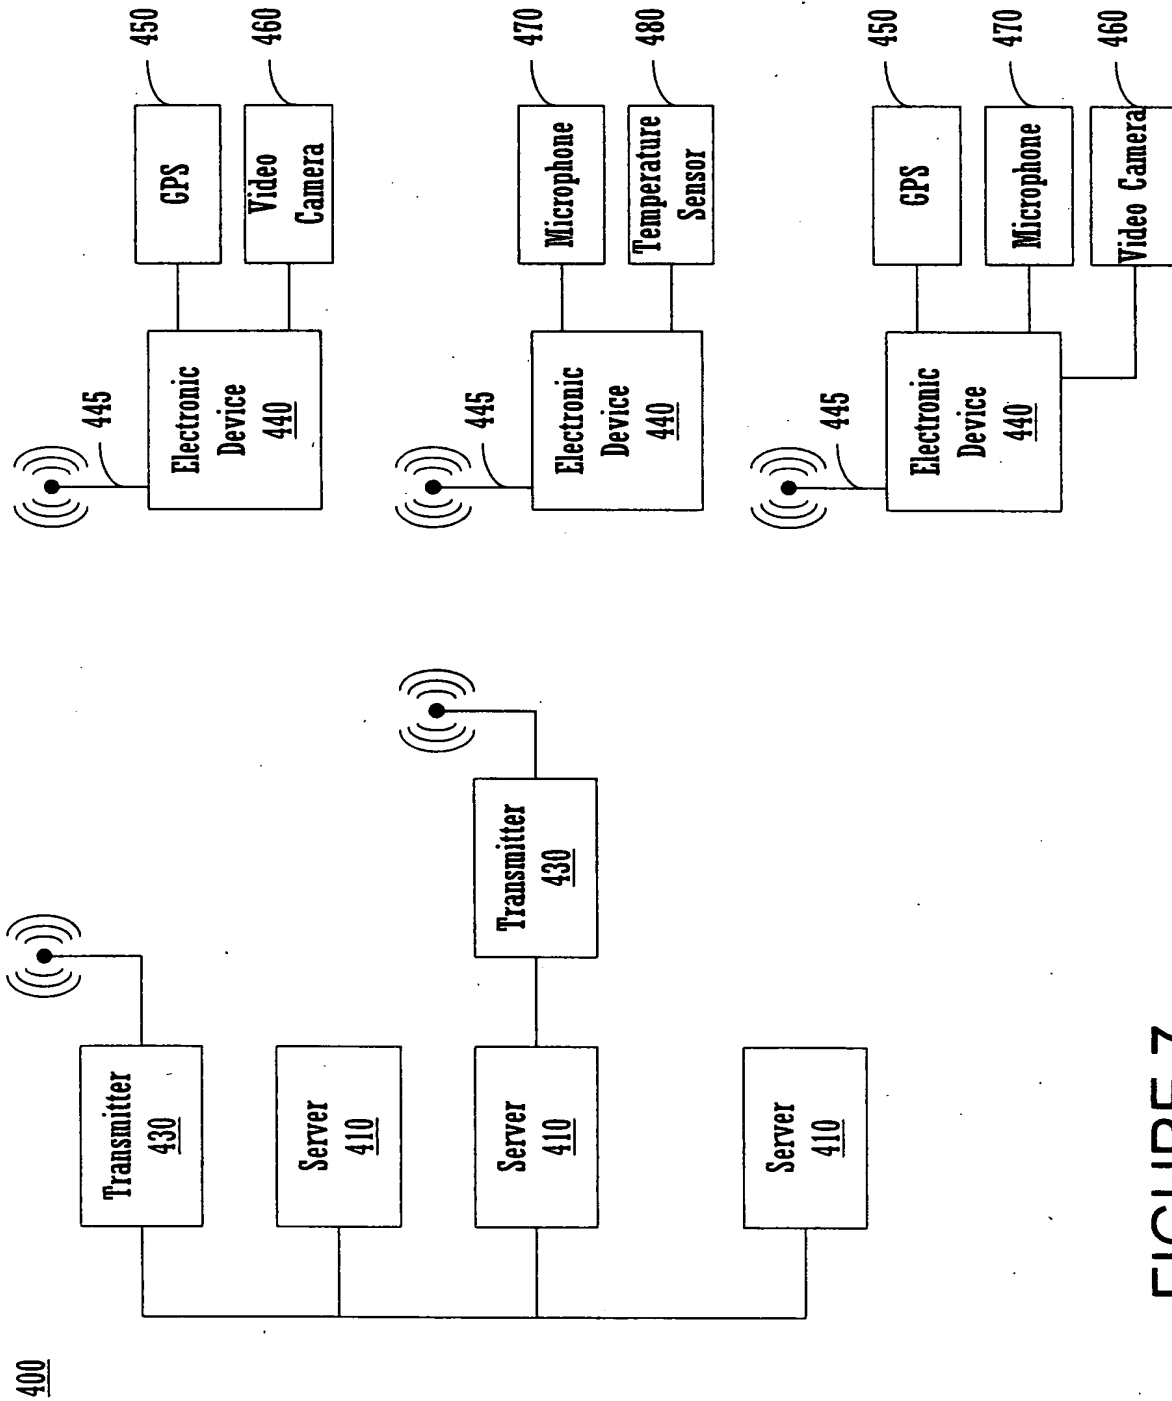 400
Transmitter
430
Server
410
Server
410
Server
410
Transmitter
430
445
Electronic
Device
440
GPS
450
Video
Camera
460
445
Electronic
Device
440
Microphone
470
Temperature
Sensor
480
445
Electronic
Device
440
GPS
450
Microphone
470
Video Camera
460
FIGURE 7